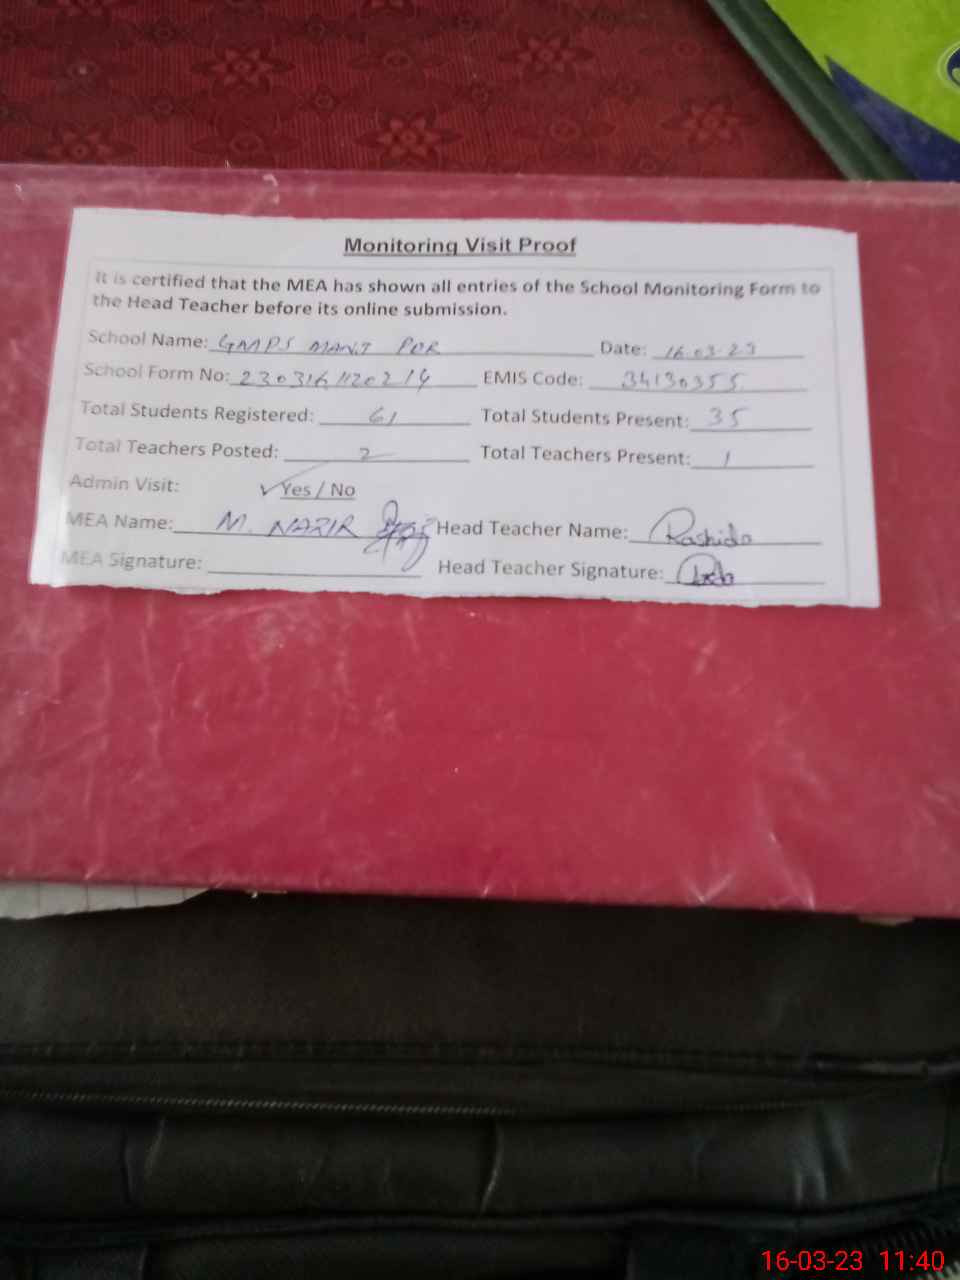 Monitoring Visit Proof
It is certified that the MEA has shown all entries of the School Monitoring Form to
the Head Teacher before its online submission.
School Name: GMPS MANT POR Date: 16-03-23
School Form No: 2303161120214 EMIS Code: 34130355
Total Students Registered: 61 Total Students Present: 35
Total Teachers Posted: 2 Total Teachers Present: 1
Admin Visit: ✓Yes / No
MEA Name: M. NAZIR Head Teacher Name: Rashida
MEA Signature: Head Teacher Signature:
16-03-23 11:40